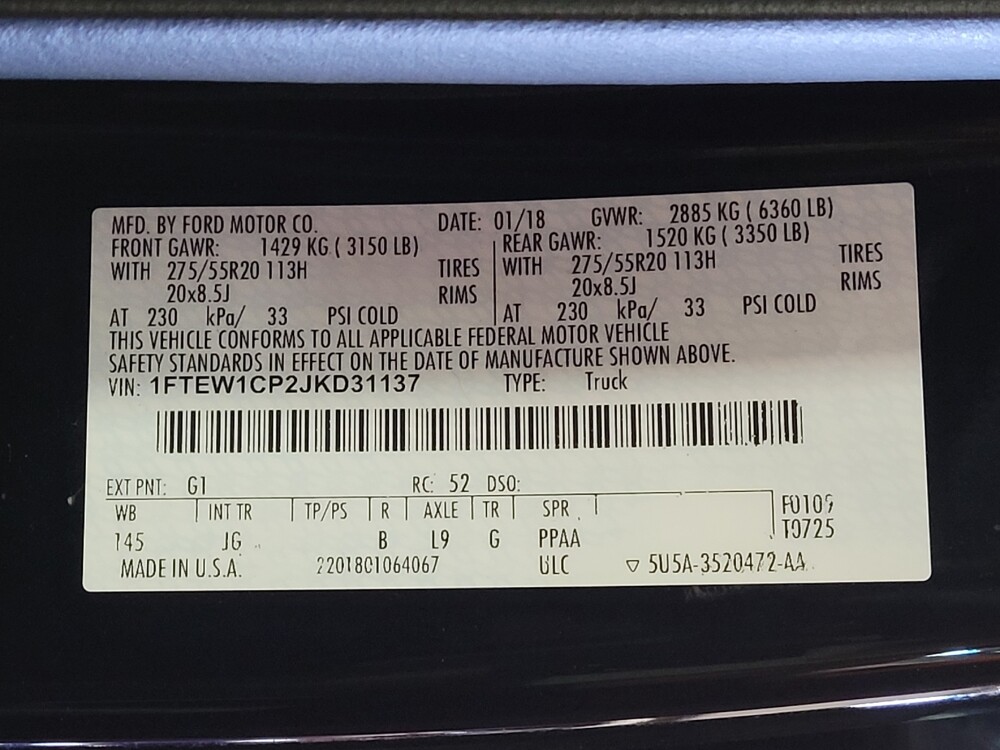 MFD. BY FORD MOTOR CO. DATE: 01/18 GVWR: 2885 KG ( 6360 LB)
FRONT GAWR: 1429 KG ( 3150 LB) REAR GAWR: 1520 KG ( 3350 LB)
WITH 275/55R20 113H TIRES WITH 275/55R20 113H TIRES
20x8.5J RIMS 20x8.5J RIMS
AT 230 kPa/ 33 PSI COLD AT 230 kPa/ 33 PSI COLD
THIS VEHICLE CONFORMS TO ALL APPLICABLE FEDERAL MOTOR VEHICLE
SAFETY STANDARDS IN EFFECT ON THE DATE OF MANUFACTURE SHOWN ABOVE.
VIN: 1FTEW1CP2JKD31137 TYPE: Truck
EXT PNT: G1 RC: 52 DSO:
WB INT TR TP/PS R AXLE TR SPR F0109
145 JG B L9 G PPAA T0725
MADE IN U.S.A. 2201801064067 ULC ▽ 5U5A-3520472-AA